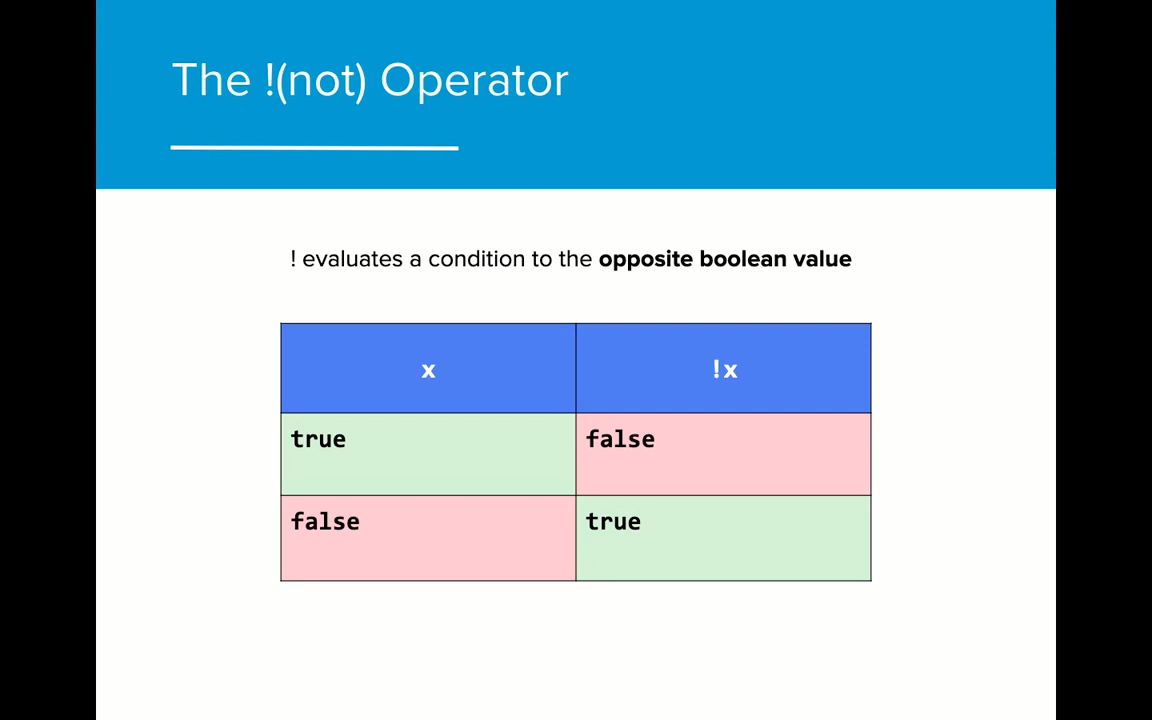 The !(not) Operator
! evaluates a condition to the opposite boolean value
x !x
true false
false true